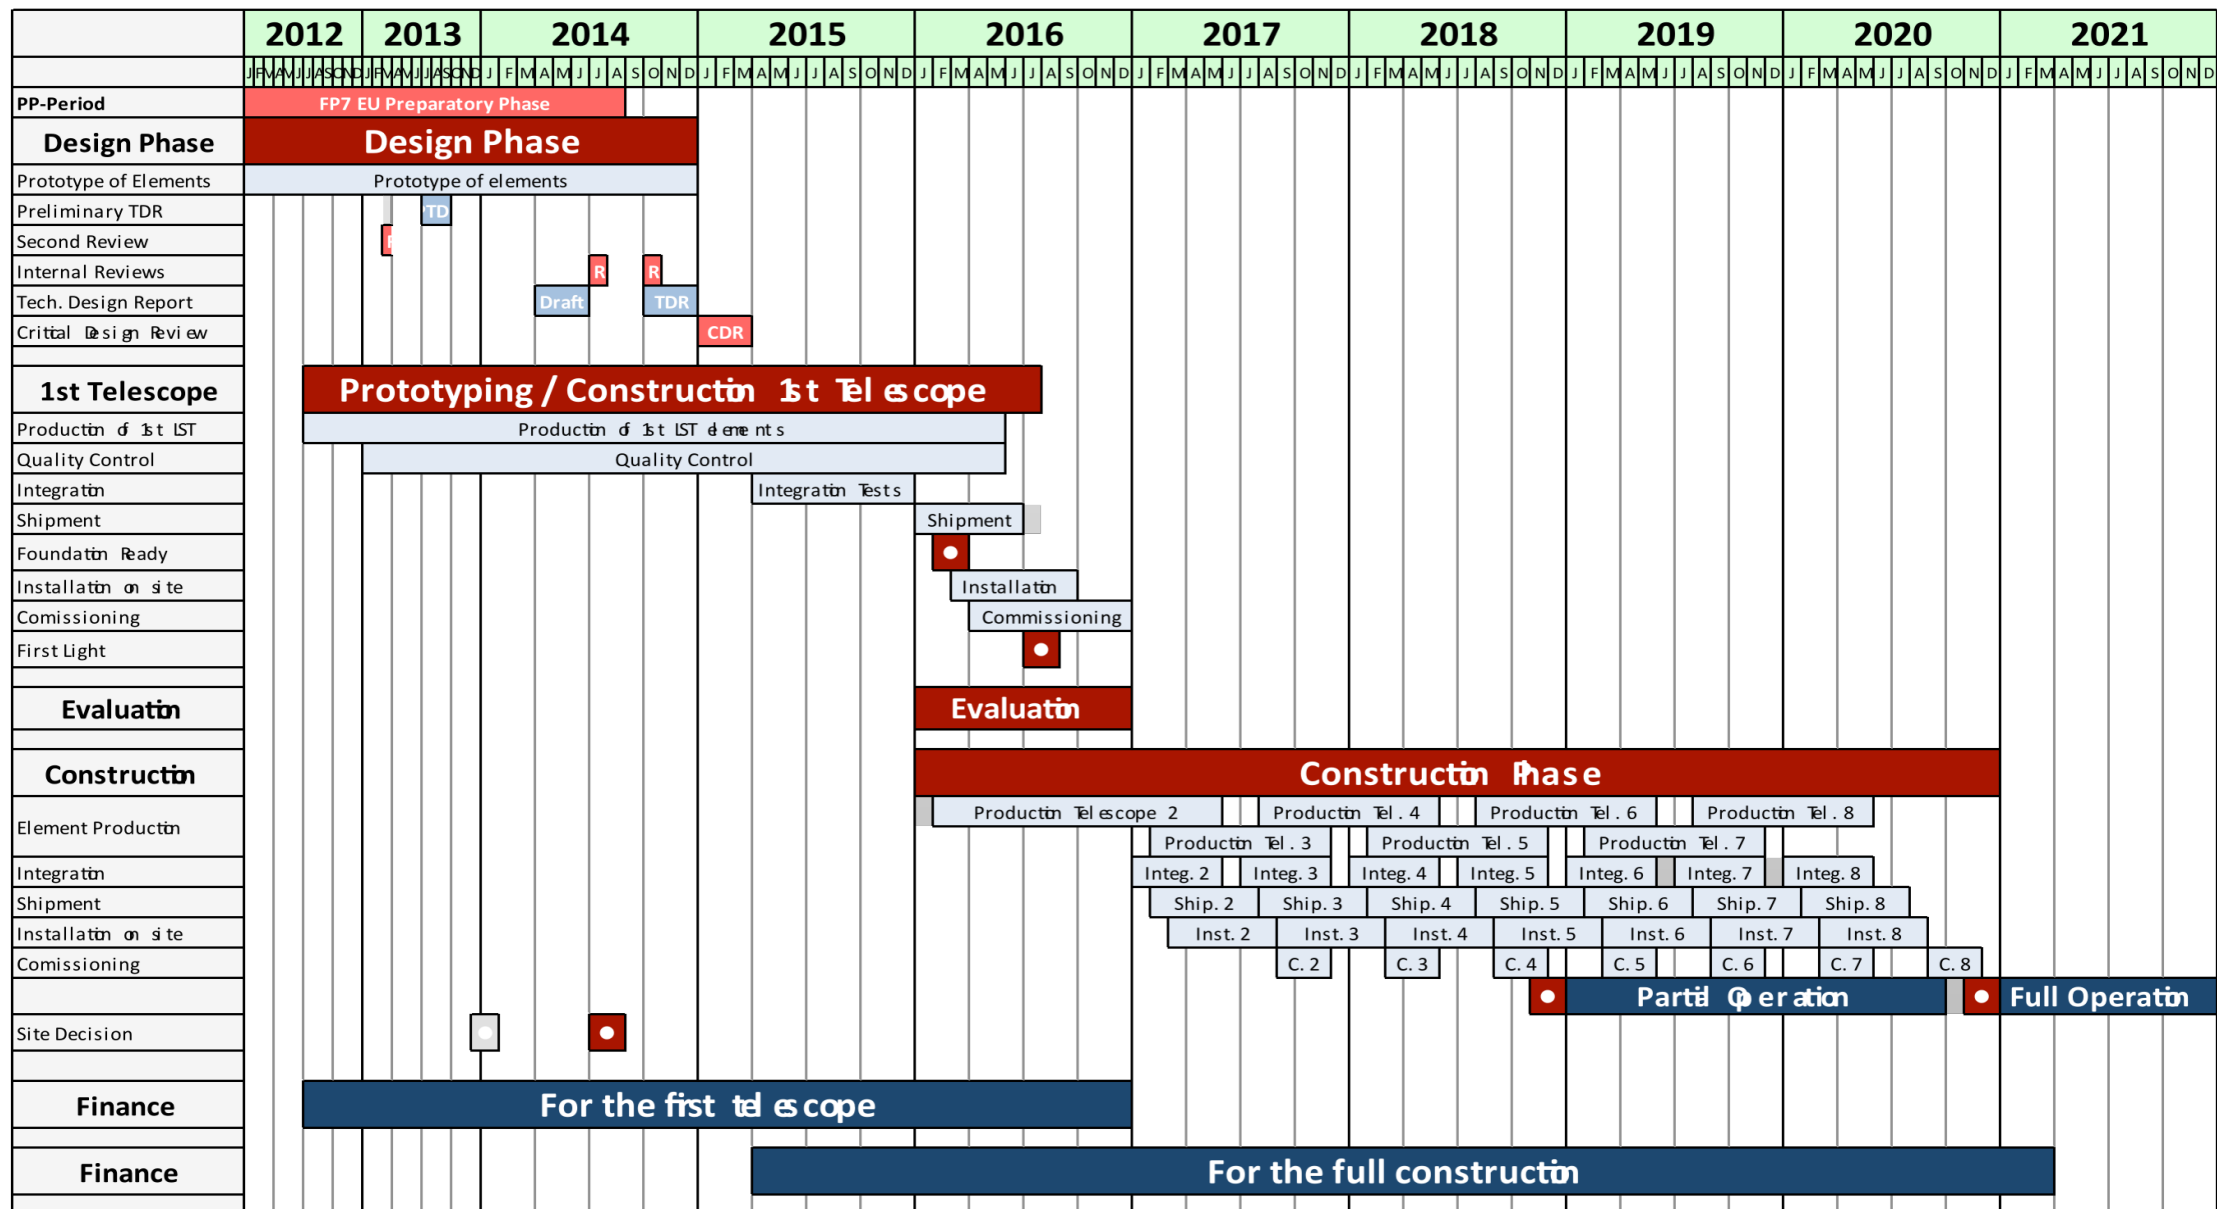 2012 2013 2014 2015 2016 2017 2018 2019 2020 2021
J F M A M J J A S O N D J F M A M J J A S O N D J F M A M J J A S O N D J F M A M J J A S O N D J F M A M J J A S O N D J F M A M J J A S O N D J F M A M J J A S O N D J F M A M J J A S O N D J F M A M J J A S O N D J F M A M J J A S O N D
PP-Period FP7 EU Preparatory Phase
Design Phase Design Phase
Prototype of Elements Prototype of elements
Preliminary TDR PTD
Second Review
Internal Reviews R R
Tech. Design Report Draft TDR
Critical Design Review CDR
1st Telescope Prototyping / Construction 1st Telescope
Production of 1st LST Production of 1st LST elements
Quality Control Quality Control
Integration Integration Tests
Shipment Shipment
Foundation Ready
Installation on site Installation
Comissioning Commissioning
First Light
Evaluation Evaluation
Construction Construction Phase
Element Production Production Telescope 2 Production Tel. 4 Production Tel. 6 Production Tel. 8
Production Tel. 3 Production Tel. 5 Production Tel. 7
Integration Integ. 2 Integ. 3 Integ. 4 Integ. 5 Integ. 6 Integ. 7 Integ. 8
Shipment Ship. 2 Ship. 3 Ship. 4 Ship. 5 Ship. 6 Ship. 7 Ship. 8
Installation on site Inst. 2 Inst. 3 Inst. 4 Inst. 5 Inst. 6 Inst. 7 Inst. 8
Comissioning C. 2 C. 3 C. 4 C. 5 C. 6 C. 7 C. 8
Partial Operation Full Operation
Site Decision
Finance For the first telescope
Finance For the full construction